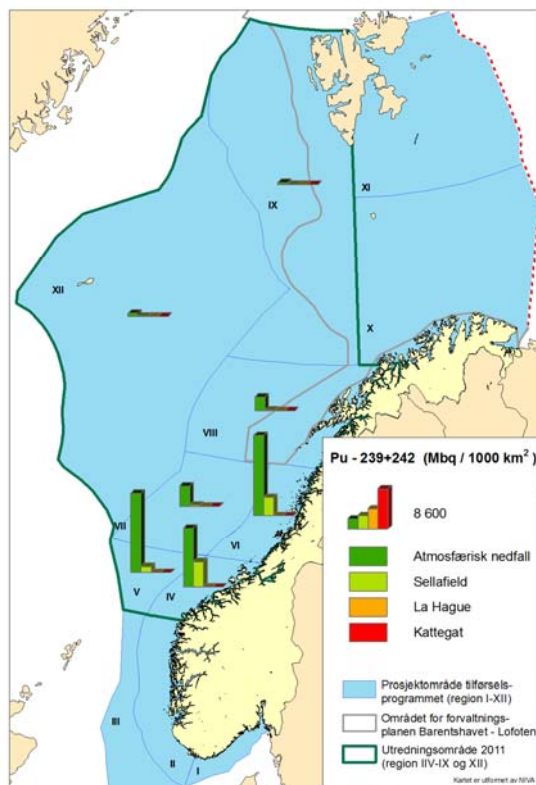 XI
IX
XII
X
VIII
VII
VI
V
IV
III
II
I
Pu - 239+242 (Mbq / 1000 km²)
8 600
Atmosfærisk nedfall
Sellafield
La Hague
Kattegat
Prosjektområde tilførsels-
programmet (region I-XII)
Området for forvaltnings-
planen Barentshavet - Lofoten
Utredningsområde 2011
(region IIV-IX og XII)
Kartet er utformet av NIVA